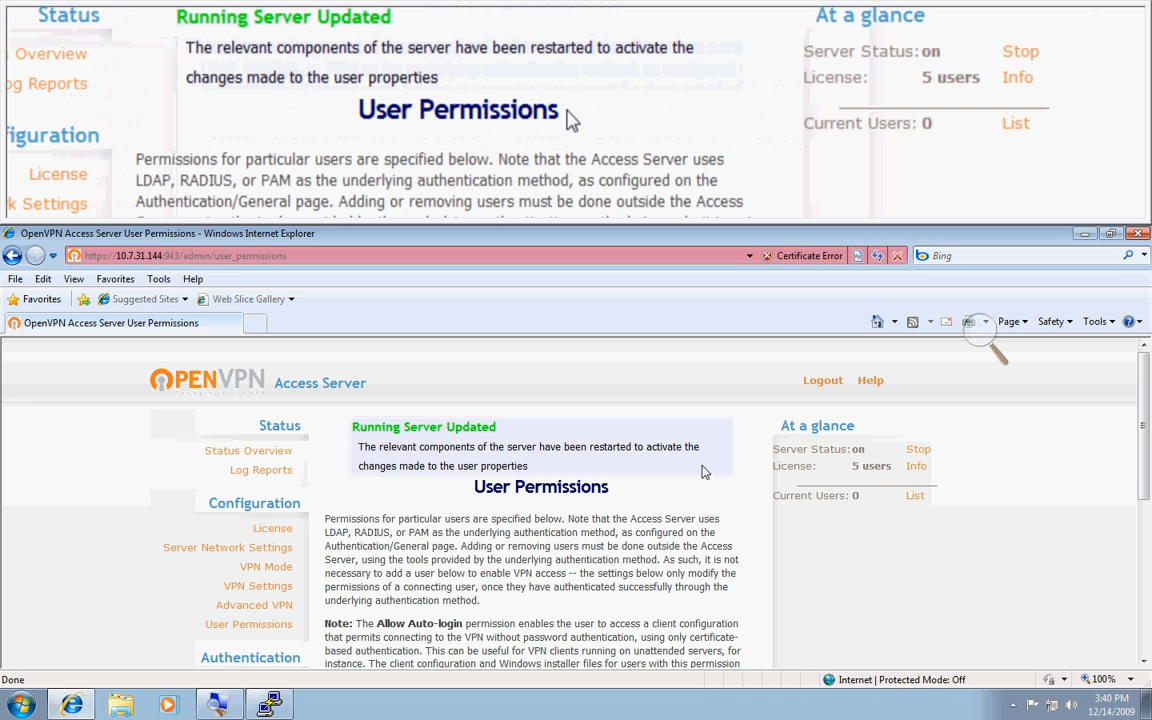 Status
Running Server Updated
At a glance
Overview
The relevant components of the server have been restarted to activate the
Server Status: on
Stop
og Reports
changes made to the user properties
License: 5 users
Info
User Permissions
figuration
Current Users: 0
List
Permissions for particular users are specified below. Note that the Access Server uses
License
LDAP, RADIUS, or PAM as the underlying authentication method, as configured on the
k Settings
Authentication/General page. Adding or removing users must be done outside the Access
OpenVPN Access Server User Permissions - Windows Internet Explorer
https://10.7.31.144:943/admin/user_permissions
Certificate Error
Bing
File Edit View Favorites Tools Help
Favorites Suggested Sites Web Slice Gallery
OpenVPN Access Server User Permissions
Page Safety Tools
OPENVPN Access Server
Logout Help
Status
Status Overview
Log Reports
Configuration
License
Server Network Settings
VPN Mode
VPN Settings
Advanced VPN
User Permissions
Authentication
Running Server Updated
The relevant components of the server have been restarted to activate the
changes made to the user properties
User Permissions
Permissions for particular users are specified below. Note that the Access Server uses
LDAP, RADIUS, or PAM as the underlying authentication method, as configured on the
Authentication/General page. Adding or removing users must be done outside the Access
Server, using the tools provided by the underlying authentication method. As such, it is not
necessary to add a user below to enable VPN access -- the settings below only modify the
permissions of a connecting user, once they have authenticated successfully through the
underlying authentication method.
Note: The Allow Auto-login permission enables the user to access a client configuration
that permits connecting to the VPN without password authentication, using only certificate-
based authentication. This can be useful for VPN clients running on unattended servers, for
instance. The client configuration and Windows installer files for users with this permission
At a glance
Server Status: on Stop
License: 5 users Info
Current Users: 0 List
Done
Internet | Protected Mode: Off
100%
3:40 PM
12/14/2009